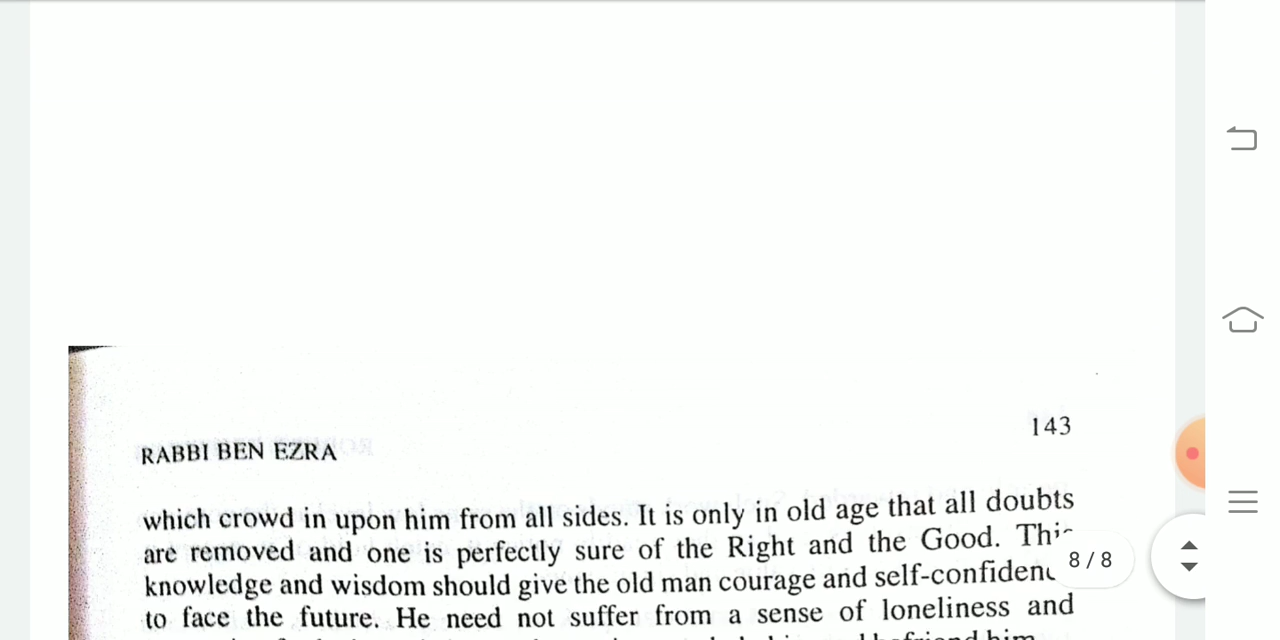 143
RABBI BEN EZRA
which crowd in upon him from all sides. It is only in old age that all doubts
are removed and one is perfectly sure of the Right and the Good.
knowledge and wisdom should give the old man courage and
to face the future. He need not suffer from a sense of loneliness and
him
8/8